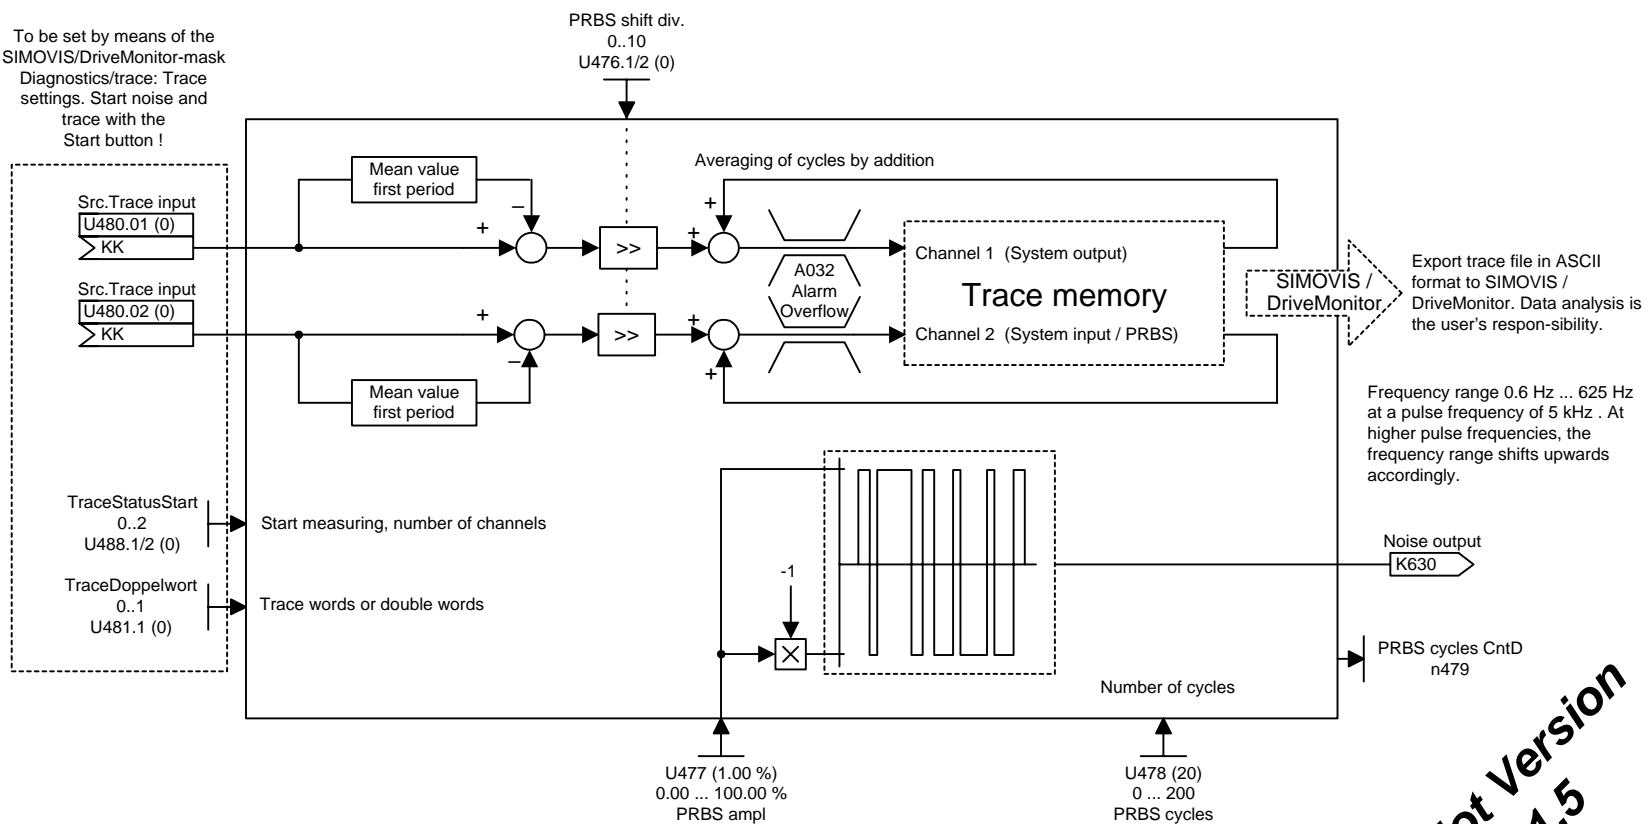 To be set by means of the
SIMOVIS/DriveMonitor-mask
Diagnostics/trace: Trace
settings. Start noise and
trace with the
Start button !
PRBS shift div.
0..10
U476.1/2 (0)
Src.Trace input
U480.01 (0)
KK
Src.Trace input
U480.02 (0)
KK
Mean value
first period
–
+
>>
+
+
Averaging of cycles by addition
A032
Alarm
Overflow
Channel 1 (System output)
Trace memory
Channel 2 (System input / PRBS)
+
–
>>
+
+
Mean value
first period
SIMOVIS /
DriveMonitor
Export trace file in ASCII
format to SIMOVIS /
DriveMonitor. Data analysis is
the user's respon-sibility.
Frequency range 0.6 Hz ... 625 Hz
at a pulse frequency of 5 kHz . At
higher pulse frequencies, the
frequency range shifts upwards
accordingly.
TraceStatusStart
0..2
U488.1/2 (0)
Start measuring, number of channels
TraceDoppelwort
0..1
U481.1 (0)
Trace words or double words
-1
Noise output
K630
PRBS cycles CntD
n479
Number of cycles
U477 (1.00 %)
0.00 ... 100.00 %
PRBS ampl
U478 (20)
0 ... 200
PRBS cycles
Version